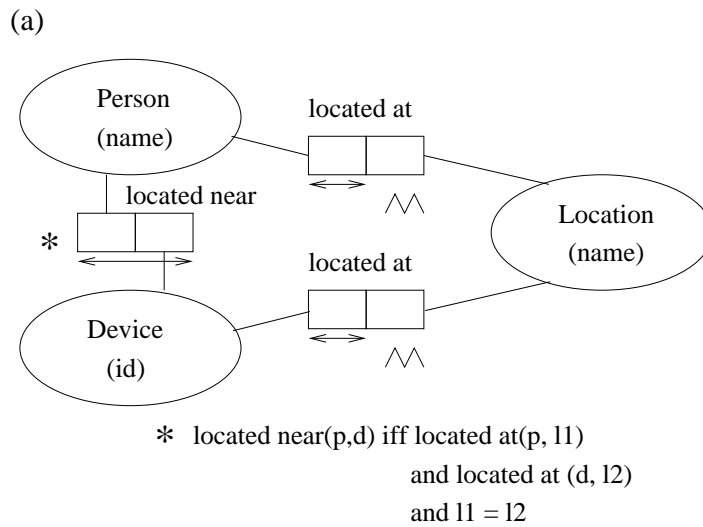 (a)
Person
(name)
located at
located near
*
Location
(name)
located at
Device
(id)
* located near(p,d) iff located at(p, l1)
and located at (d, l2)
and l1 = l2